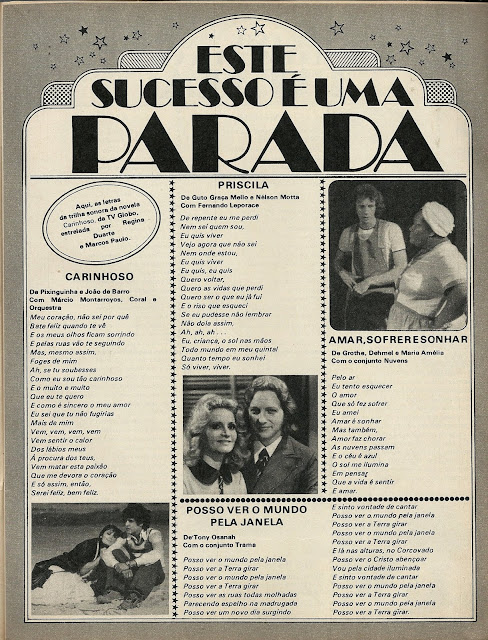 ESTE
SUCESSO É UMA
PARADA
Aqui, as letras
da trilha sonora da novela
Carinhoso, da TV Globo,
estrelada por Regina
Duarte
e Marcos Paulo.
CARINHOSO
De Pixinguinha e João de Barro
Com Márcio Montarroyos, Coral e
Orquestra
Meu coração, não sei por quê
Bate feliz quando te vê
E os meus olhos ficam sorrindo
E pelas ruas vão te seguindo
Mas, mesmo assim,
Foges de mim
Ah, se tu soubesses
Como eu sou tão carinhoso
E o muito e muito
Que eu te quero
E como é sincero o meu amor
Eu sei que tu não fugirias
Mais de mim
Vem, vem, vem, vem
Vem sentir o calor
Dos lábios meus
À procura dos teus,
Vem matar esta paixão
Que me devora o coração
E só assim, então,
Serei feliz, bem feliz.
PRISCILA
De Guto Graça Mello e Nélson Motta
Com Fernando Leporace
De repente eu me perdi
Nem sei quem sou,
Eu quis viver
Vejo agora que não sei
Nem onde estou,
Eu quis viver
Eu quis, eu quis
Quero voltar,
Quero as vidas que perdi
Quero ser o que eu já fui
E o riso que esqueci
Se eu pudesse não lembrar
Não doía assim.
Ah, ah, ah . . .
Eu, criança, o sol nas mãos
Todo mundo em meu quintal
Quanto tempo eu sonhei
Só viver, viver.
AMAR, SOFRER E SONHAR
De Grothe, Dehmel e Maria Amélia
Com o conjunto Nuvens
Pelo ar
Eu tento esquecer
O amor
Que só fez sofrer
Eu amei
Amar é sonhar
Mas também,
Amor faz chorar
As nuvens passam
E o céu é azul
O sol me ilumina
Em pensar
Que a vida é sentir
E amar.
POSSO VER O MUNDO
PELA JANELA
De Tony Osanah
Com o conjunto Trama
Posso ver o mundo pela janela
Posso ver a Terra girar
Posso ver o mundo pela janela
Posso ver a Terra girar
Posso ver as ruas todas molhadas
Parecendo espelho na madrugada
Posso ver um novo dia surgindo
E sinto vontade de cantar
Posso ver o mundo pela janela
Posso ver a Terra girar
Posso ver o mundo pela janela
Posso ver a Terra girar
E lá nas alturas, no Corcovado
Posso ver o Cristo abençoar
Vou pela cidade iluminada
E sinto vontade de cantar
Posso ver o mundo pela janela
Posso ver a Terra girar
Posso ver o mundo pela janela
Posso ver a Terra girar.